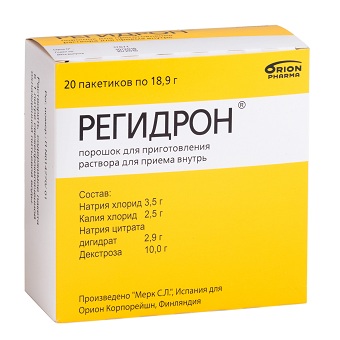 ORION
PHARMA
20 пакетиков по 18,9 г
РЕГИДРОН®
порошок для приготовления
раствора для приема внутрь
Состав:
Натрия хлорид 3,5 г
Калия хлорид 2,5 г
Натрия цитрата
дигидрат 2,9 г
Декстроза 10,0 г
Произведено "Мерк С.Л.", Испания для
Орион Корпорейшн, Финляндия